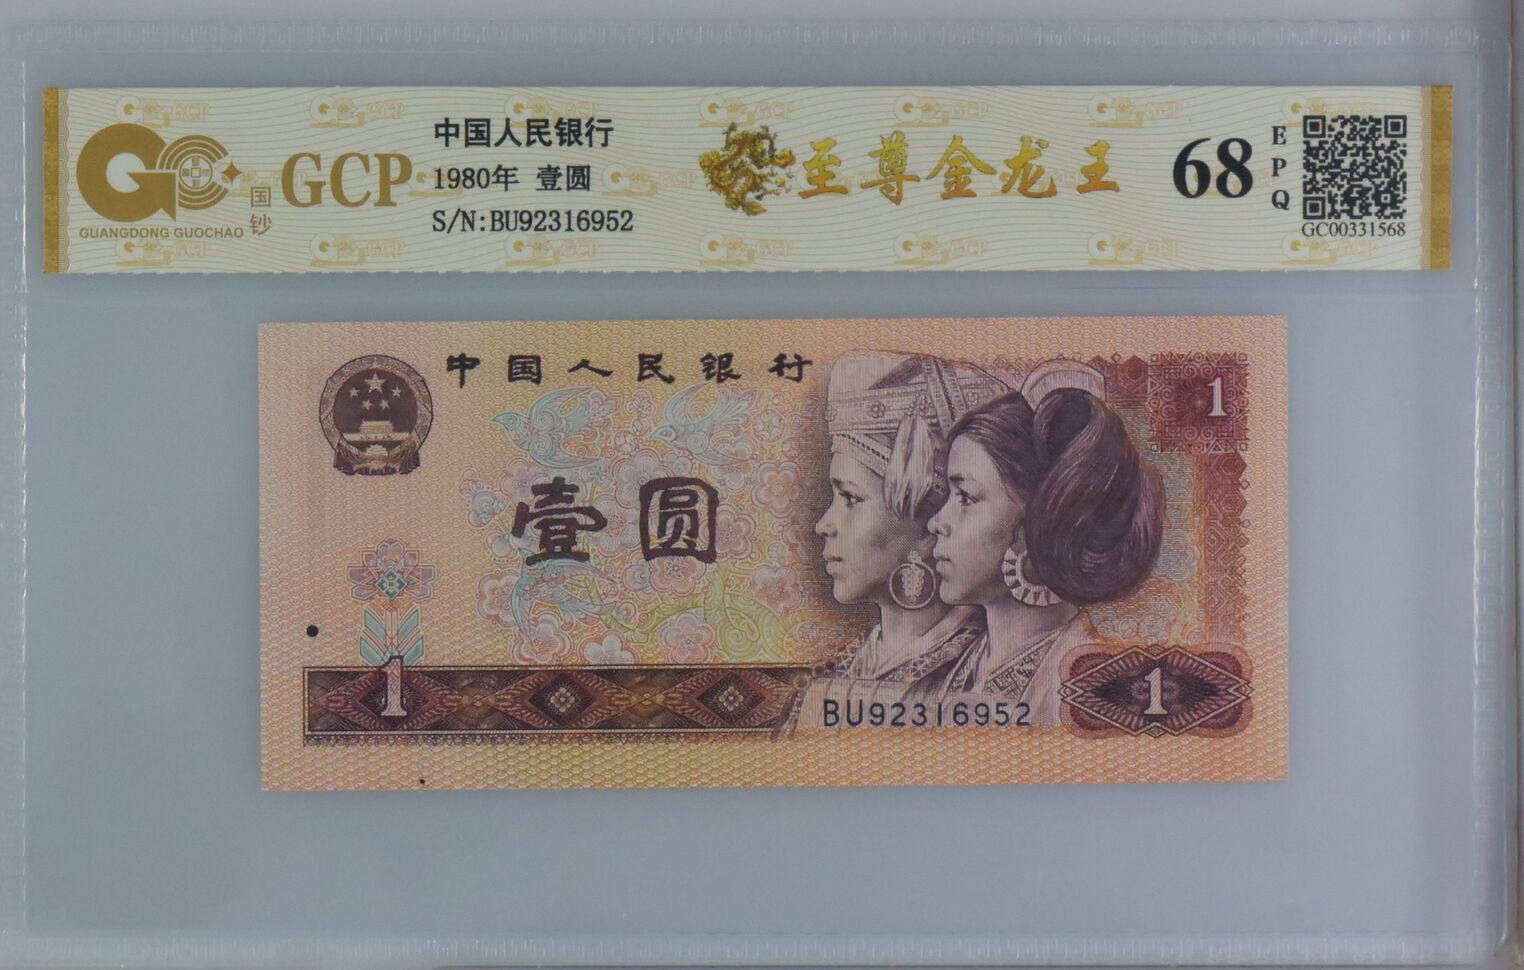 GCP
国钞
GUANGDONG GUOCHAO
中国人民银行
1980年 壹圆
S/N:BU92316952
至尊金龙王
68
EPQ
GC00331568
中国人民银行
1
壹圆
1
BU92316952
1